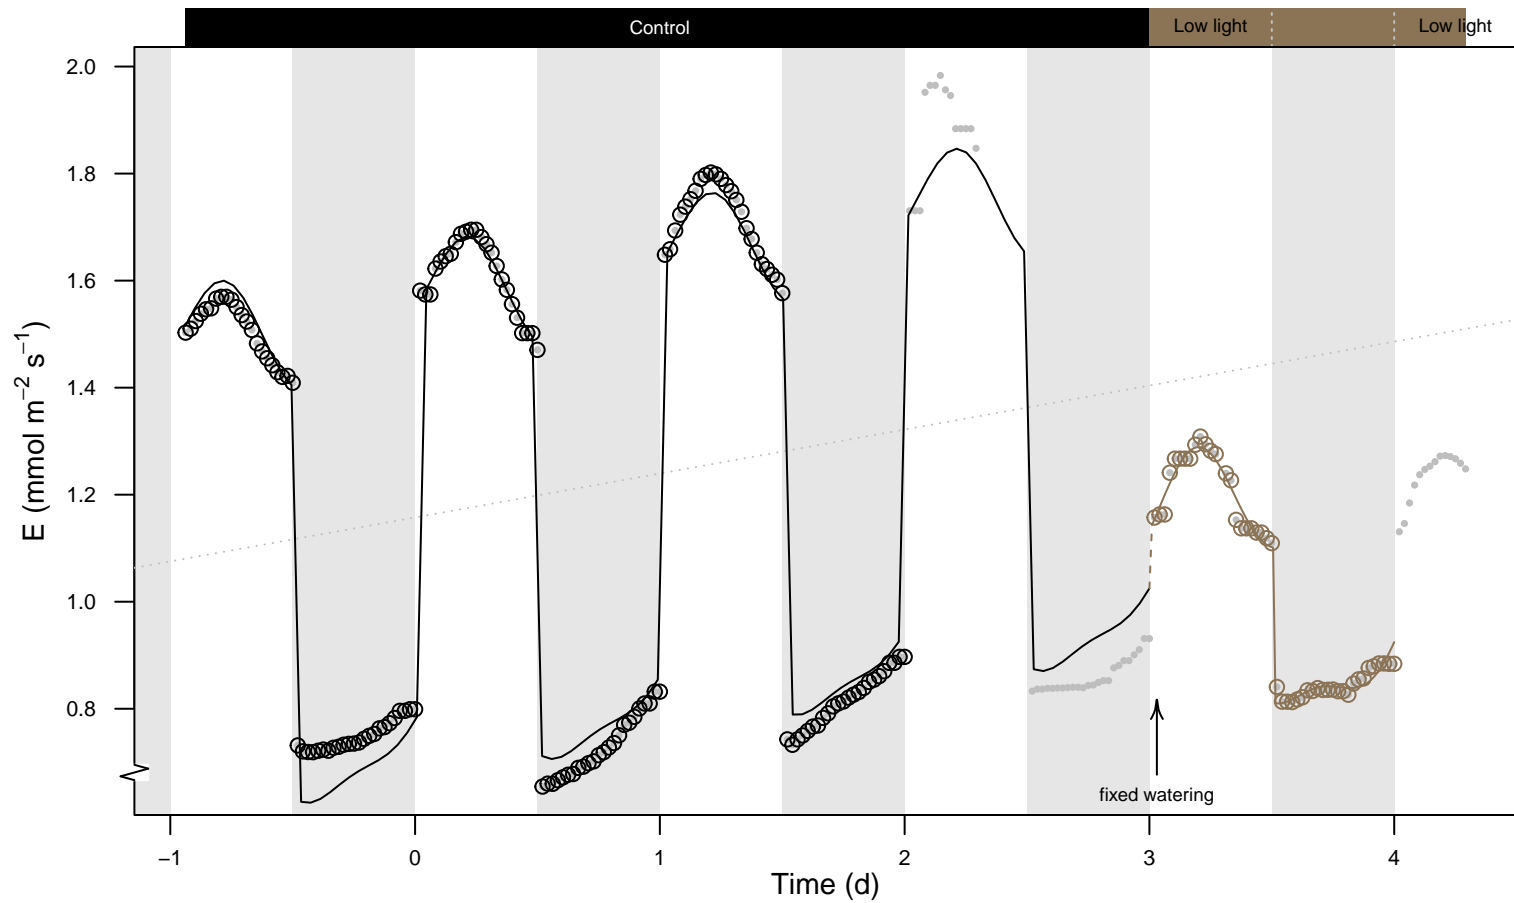 Control
Low light
Low light
2.0
1.8
1.6
1.4
1.2
1.0
0.8
E (mmol m⁻² s⁻¹)
fixed watering
−1
0
1
2
3
4
Time (d)